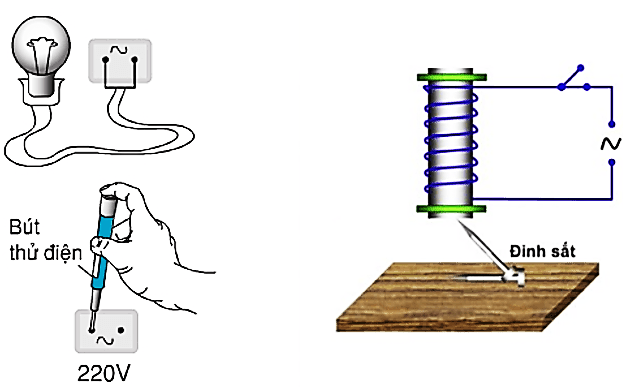 ~
Bút
thử điện
~
220V
~
Đinh sắt